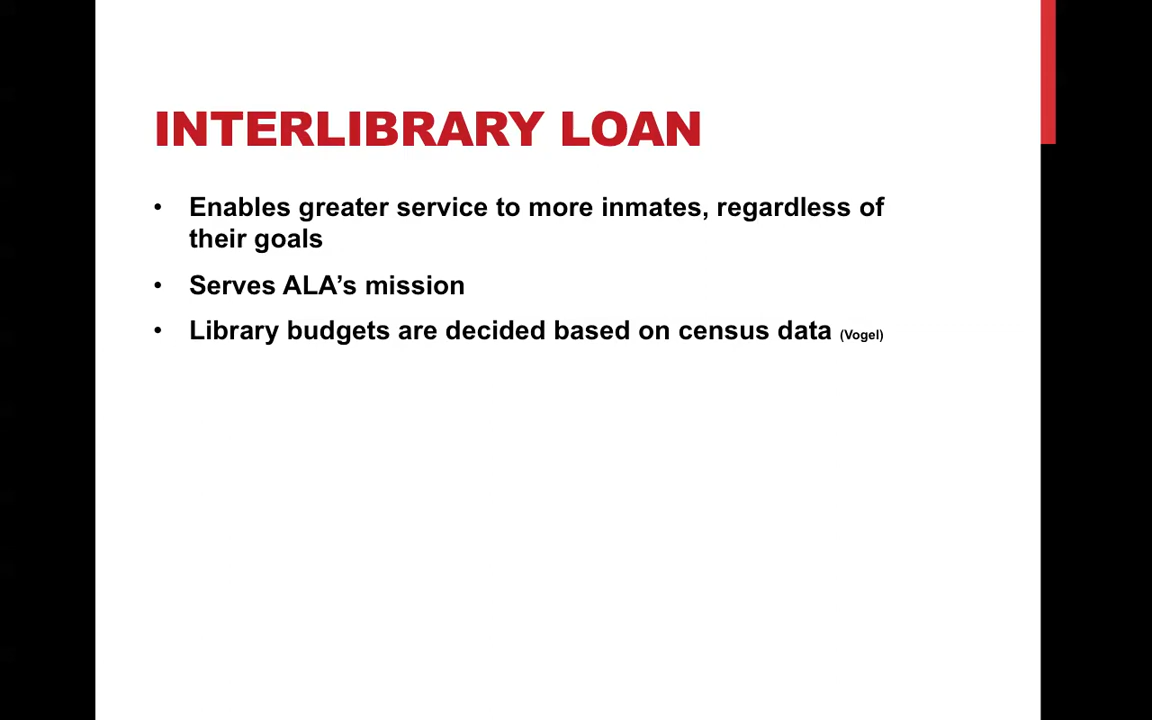 INTERLIBRARY LOAN
• Enables greater service to more inmates, regardless of
their goals
• Serves ALA’s mission
• Library budgets are decided based on census data (Vogel)